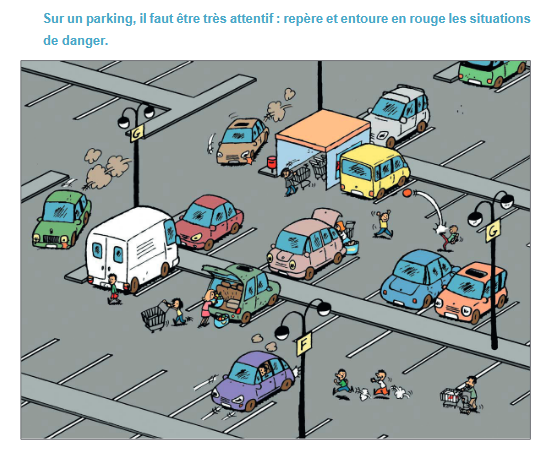 Sur un parking, il faut être très attentif : repère et entoure en rouge les situations
de danger.
G
G
F